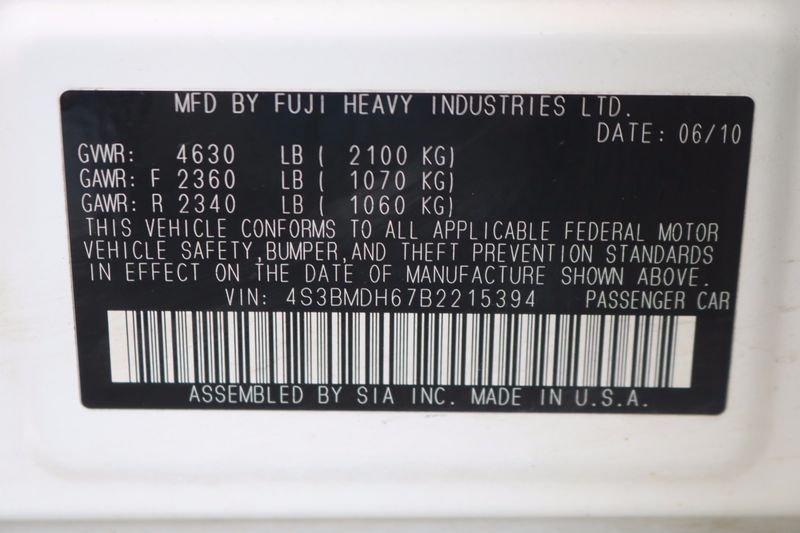 MFD BY FUJI HEAVY INDUSTRIES LTD.
DATE: 06/10
GVWR: 4630 LB ( 2100 KG)
GAWR: F 2360 LB ( 1070 KG)
GAWR: R 2340 LB ( 1060 KG)
THIS VEHICLE CONFORMS TO ALL APPLICABLE FEDERAL MOTOR
VEHICLE SAFETY,BUMPER,AND THEFT PREVENTION STANDARDS
IN EFFECT ON THE DATE OF MANUFACTURE SHOWN ABOVE.
VIN: 4S3BMDH67B2215394 PASSENGER CAR
ASSEMBLED BY SIA INC. MADE IN U.S.A.